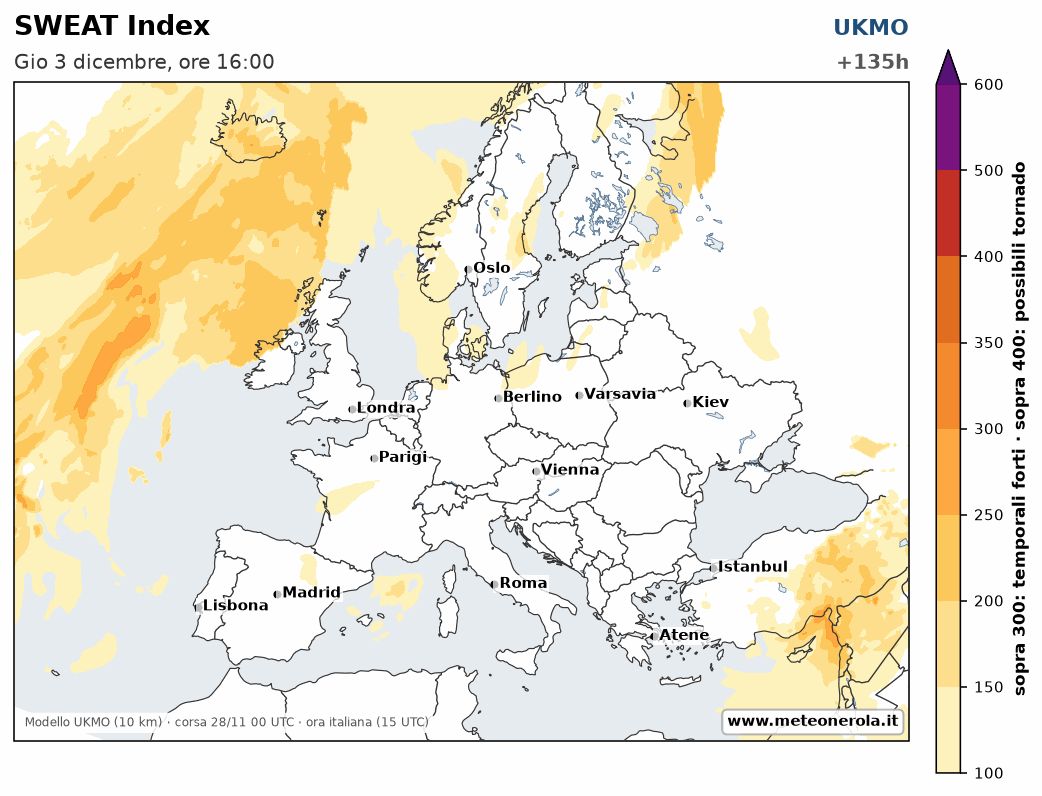 SWEAT Index
UKMO
Gio 3 dicembre, ore 16:00
+135h
600
500
400
350
300
250
200
150
100
sopra 300: temporali forti · sopra 400: possibili tornado
Oslo
Berlino
Varsavia
Kiev
Londra
Parigi
Vienna
Istanbul
Roma
Madrid
Lisbona
Atene
Modello UKMO (10 km) · corsa 28/11 00 UTC · ora italiana (15 UTC)
www.meteonerola.it